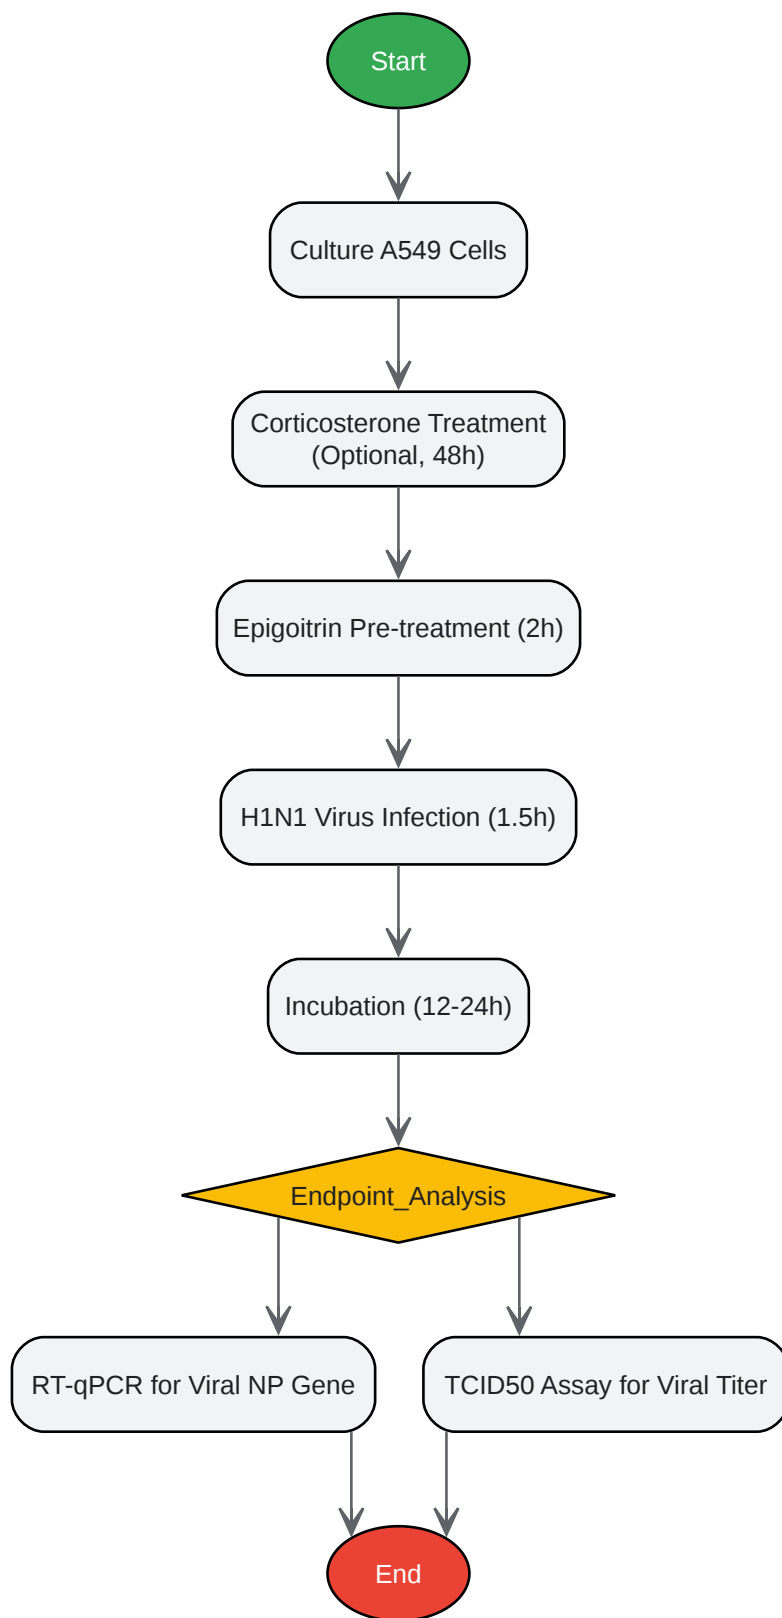 Start
Culture A549 Cells
Corticosterone Treatment
(Optional, 48h)
Epigoitrin Pre-treatment (2h)
H1N1 Virus Infection (1.5h)
Incubation (12-24h)
Endpoint_Analysis
RT-qPCR for Viral NP Gene
TCID50 Assay for Viral Titer
End